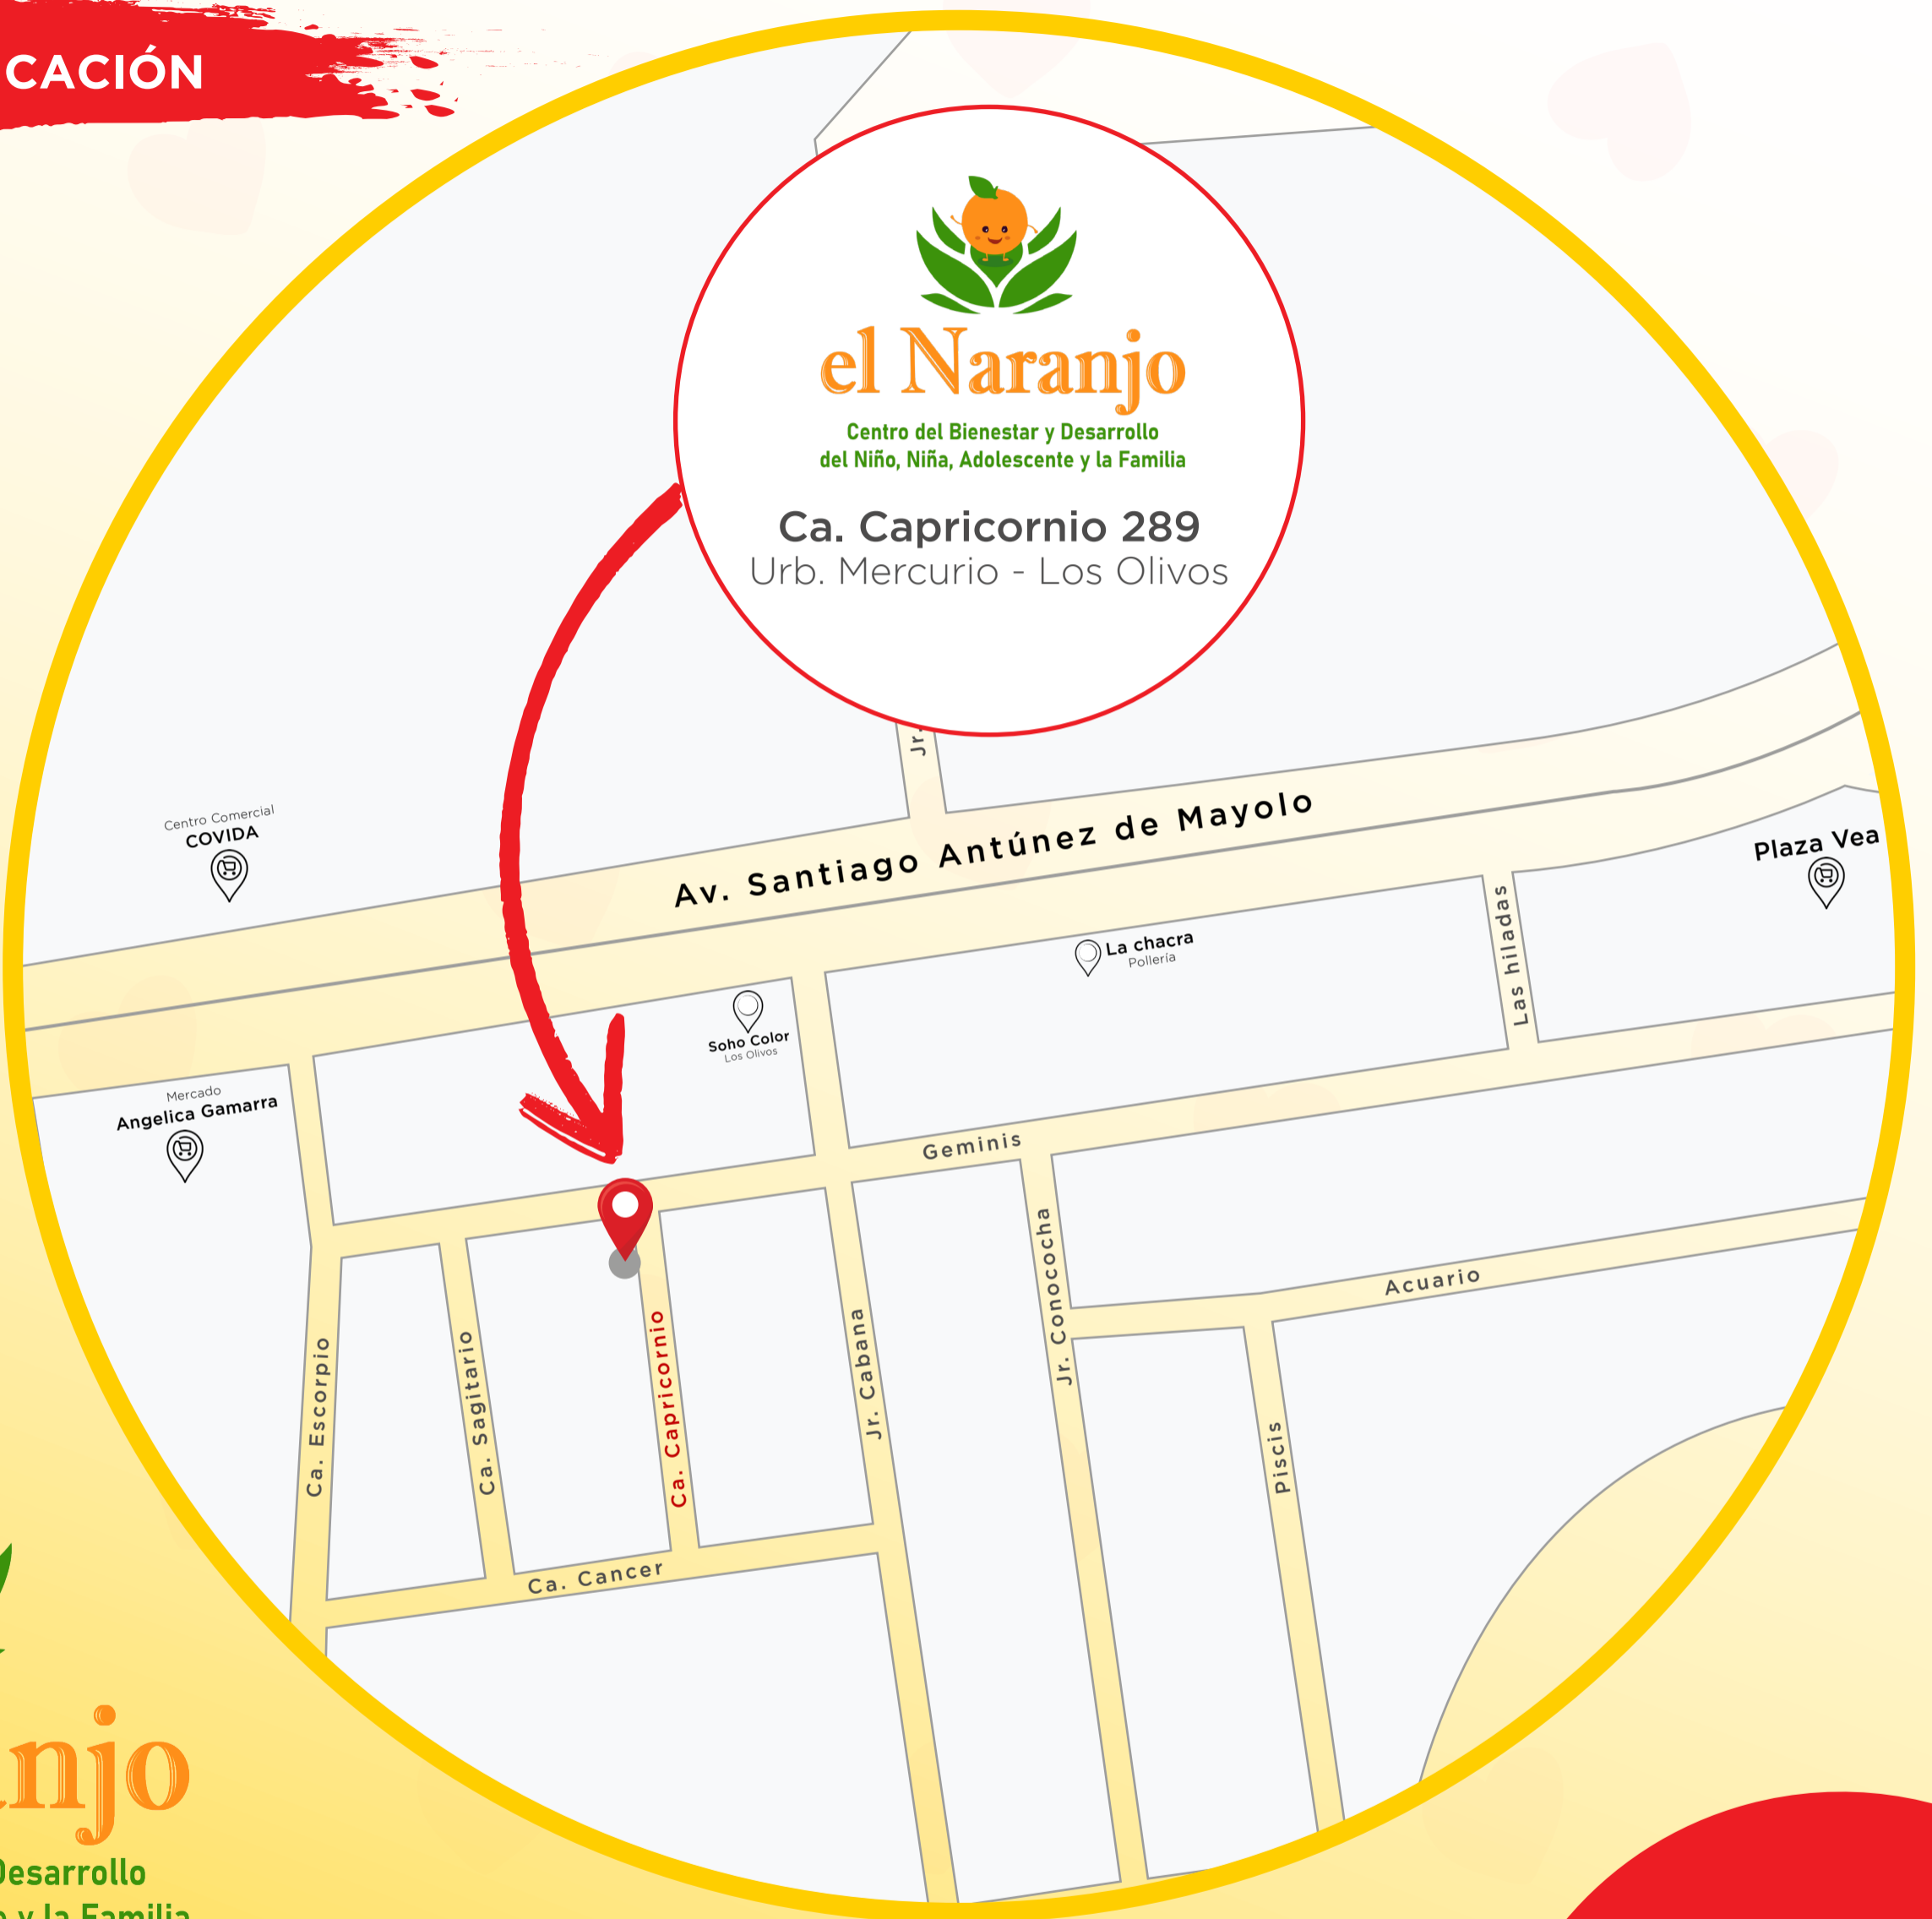 CACIÓN
el Naranjo
Centro del Bienestar y Desarrollo
del Niño, Niña, Adolescente y la Familia
Ca. Capricornio 289
Urb. Mercurio - Los Olivos
Jr.
Av. Santiago Antúnez de Mayolo
Centro Comercial
COVIDA
Plaza Vea
La chacra
Pollería
Las hiladas
Soho Color
Los Olivos
Mercado
Angelica Gamarra
Geminis
Acuario
Ca. Escorpio
Ca. Sagitario
Ca. Capricornio
Jr. Cabana
Jr. Conococha
Piscis
Ca. Cancer
njo
Desarrollo
y la Familia